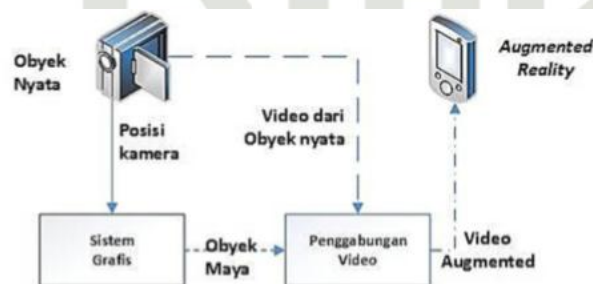 Obyek
Nyata
Augmented
Reality
Posisi
kamera
Video dari
Obyek nyata
Sistem
Grafis
Obyek
Maya
Penggabungan
Video
Video
Augmented